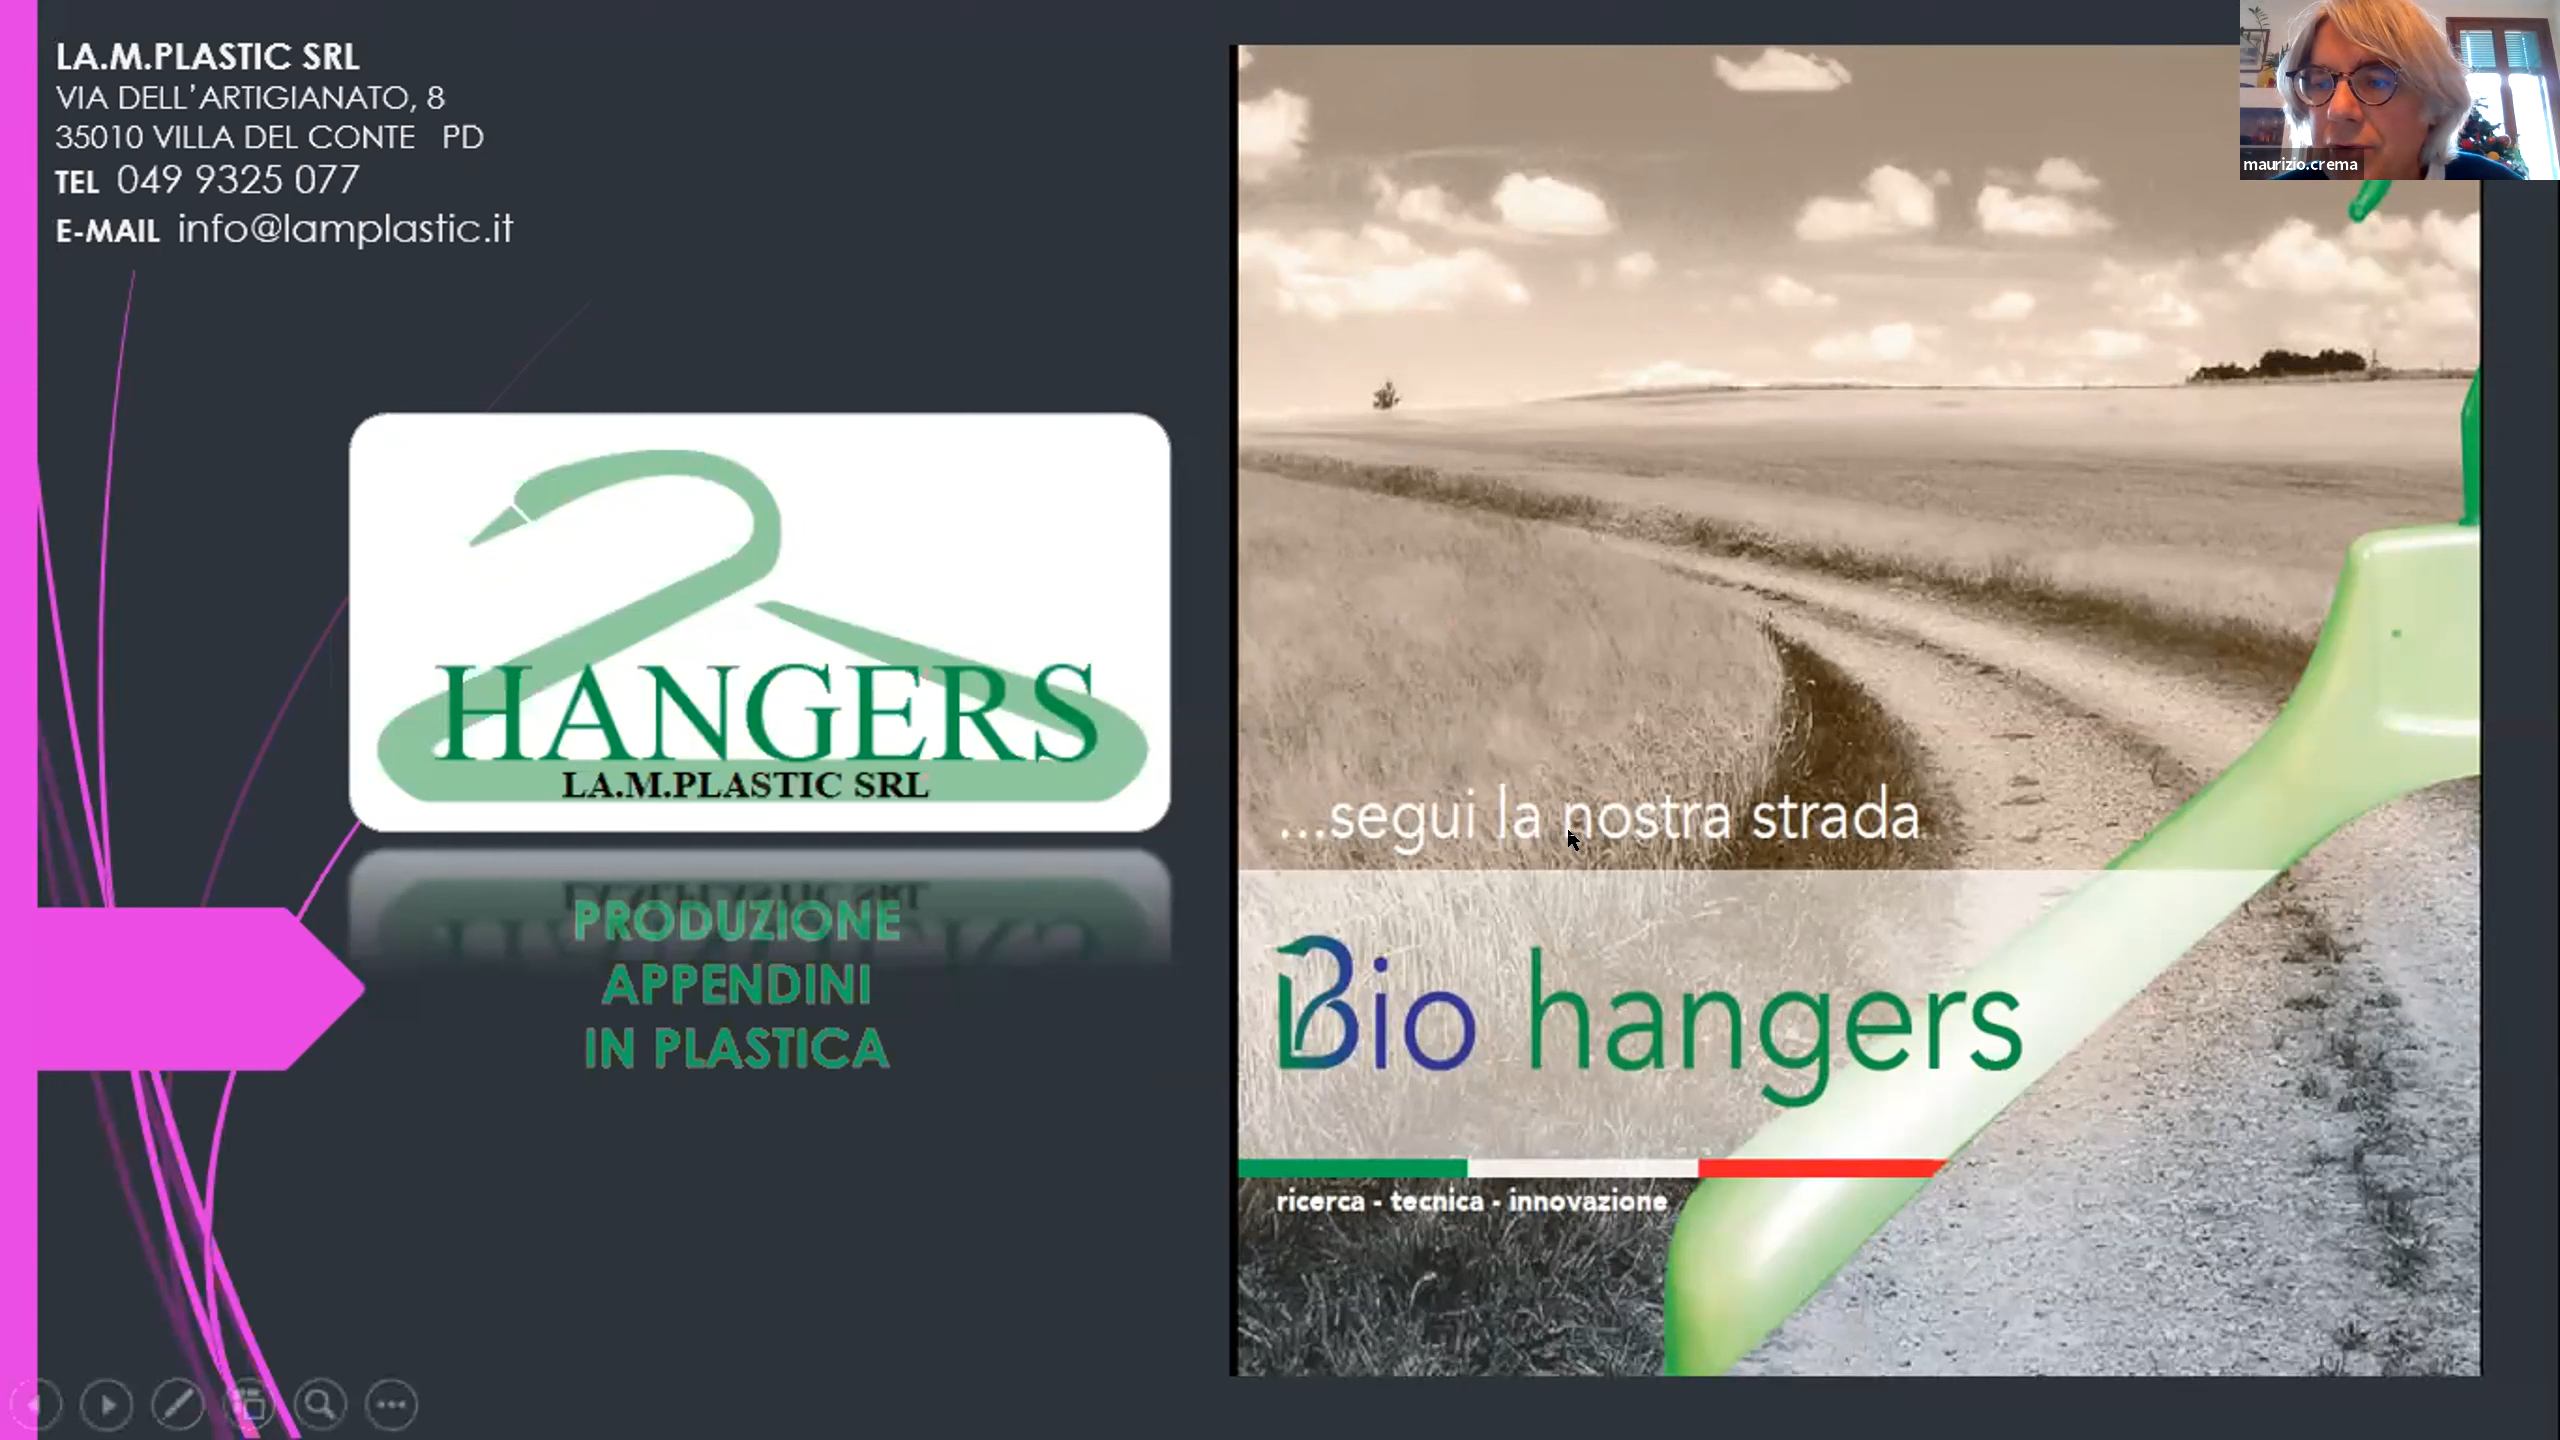 LA.M.PLASTIC SRL
VIA DELL'ARTIGIANATO, 8
35010 VILLA DEL CONTE PD
TEL 049 9325 077
E-MAIL info@lamplastic.it
HANGERS
LA.M.PLASTIC SRL
PRODUZIONE
APPENDINI
IN PLASTICA
maurizio.crema
...segui la nostra strada
Bio hangers
ricerca - tecnica - innovazione